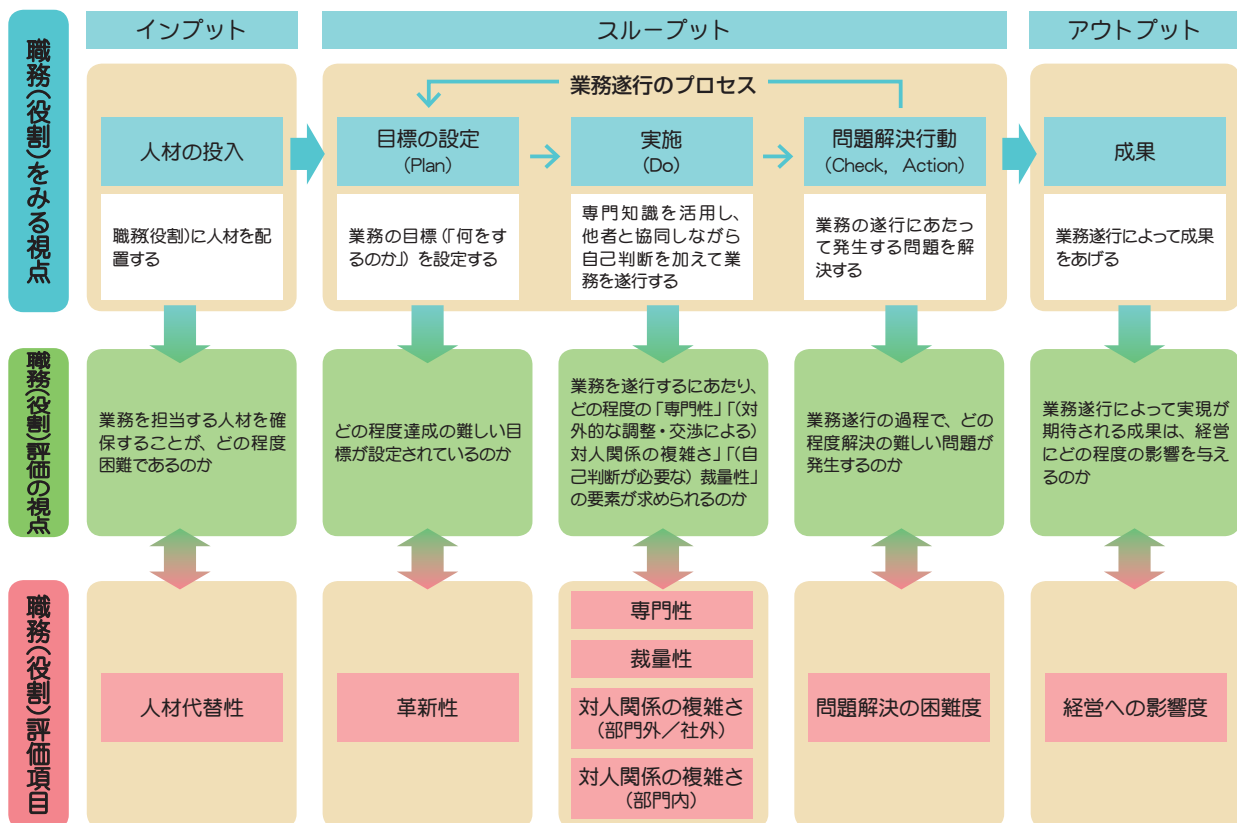 インプット
スループット
アウトプット
職務(役割)をみる視点
業務遂行のプロセス
人材の投入
目標の設定
(Plan)
実施
(Do)
問題解決行動
(Check, Action)
成果
職務(役割)に人材を配
置する
業務の目標(「何をす
るのか」)を設定する
専門知識を活用し、
他者と協同しながら
自己判断を加えて業
務を遂行する
業務の遂行にあたっ
て発生する問題を解
決する
業務遂行によって成果
をあげる
職務(役割)評価の視点
業務を担当する人材を確
保することが、どの程度
困難であるのか
どの程度達成の難しい目
標が設定されているのか
業務を遂行するにあたり、
どの程度の「専門性」「(対
外的な調整・交渉による)
対人関係の複雑さ」「(自
己判断が必要な)裁量性」
の要素が求められるのか
業務遂行の過程で、どの
程度解決の難しい問題が
発生するのか
業務遂行によって実現が
期待される成果は、経営
にどの程度の影響を与え
るのか
職務(役割)評価項目
人材代替性
革新性
専門性
裁量性
対人関係の複雑さ
(部門外/社外)
対人関係の複雑さ
(部門内)
問題解決の困難度
経営への影響度